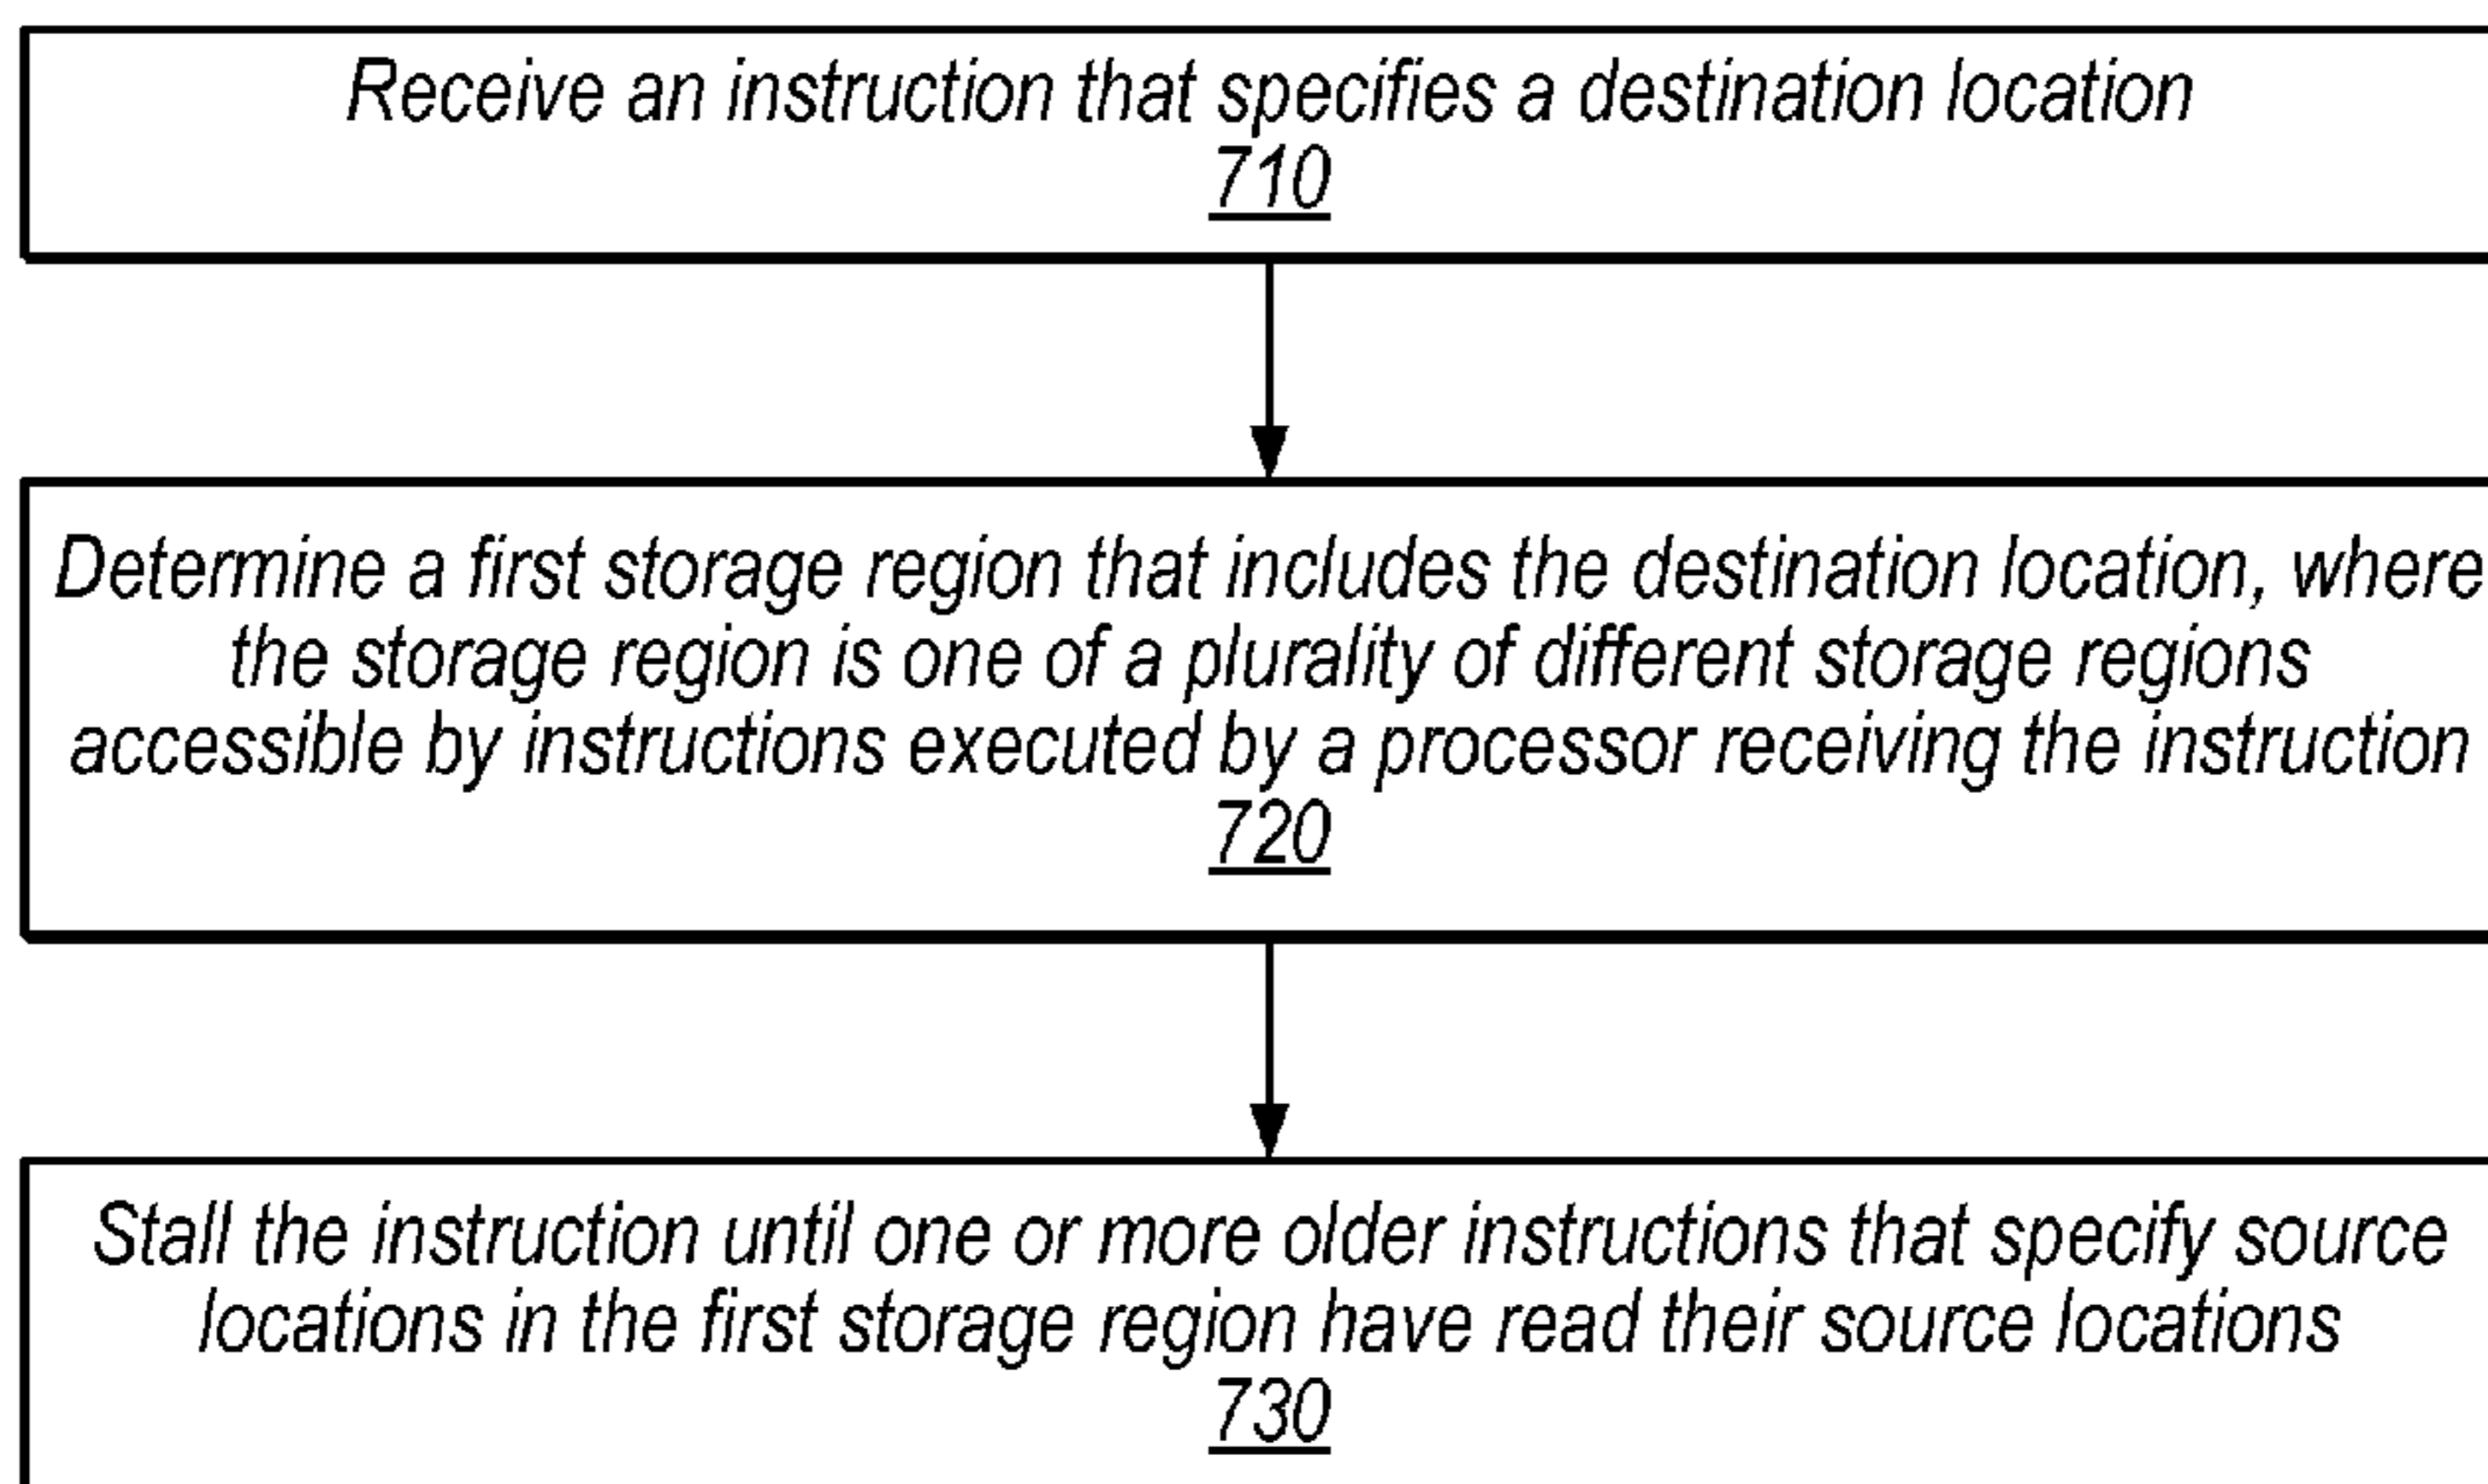 Receive an instruction that specifies a destination location
710
Determine a first storage region that includes the destination location, where
the storage region is one of a plurality of different storage regions
accessible by instructions executed by a processor receiving the instruction
720
Stall the instruction until one or more older instructions that specify source
locations in the first storage region have read their source locations
730